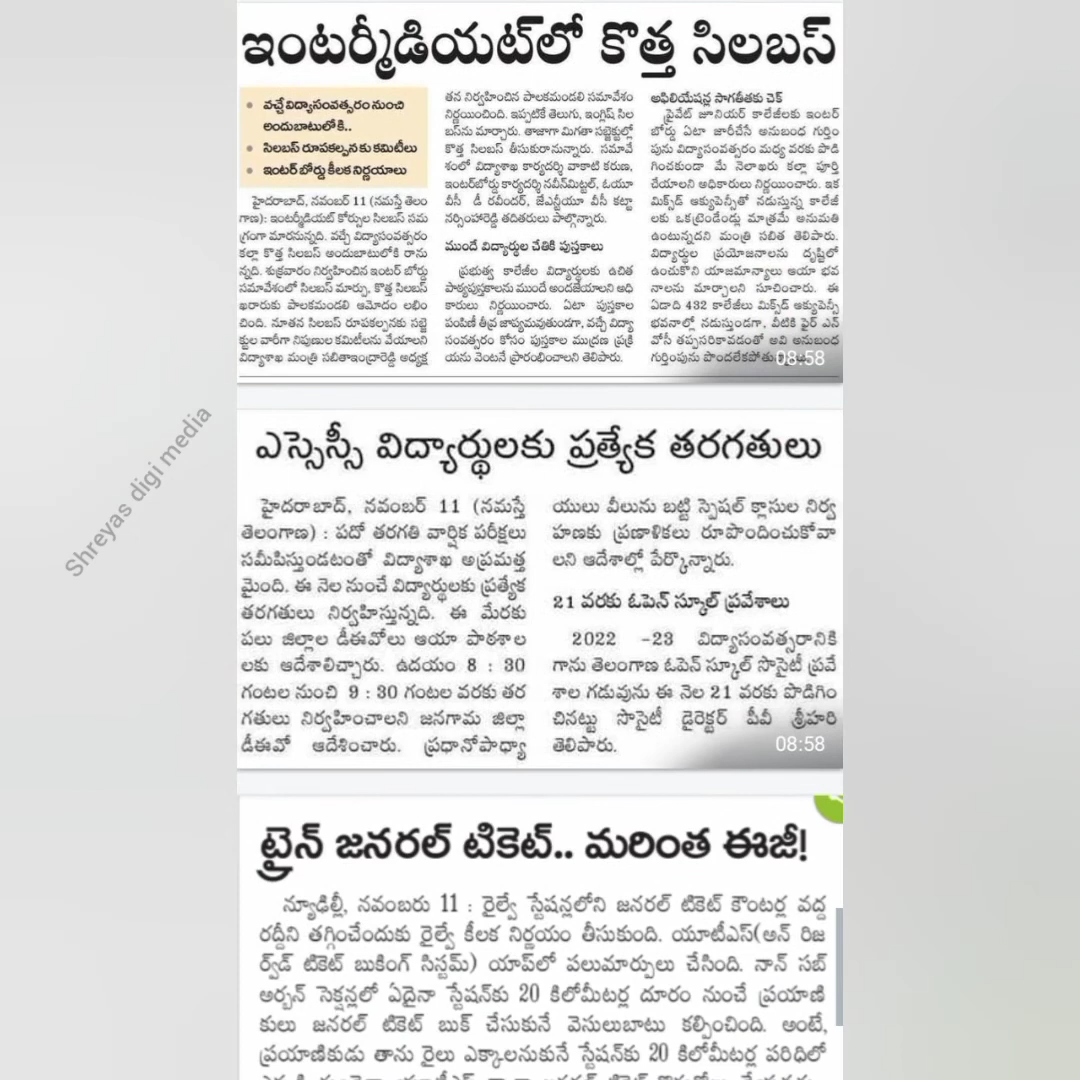 ఇంటర్మీడియట్‌లో కొత్త సిలబస్
వచ్చే విద్యాసంవత్సరం నుంచి
అందుబాటులోకి..
సిలబస్ రూపకల్పనకు కమిటీలు
ఇంటర్ బోర్డు కీలక నిర్ణయాలు
హైదరాబాద్, నవంబర్ 11 (నమస్తే తెలం
గాణ): ఇంటర్మీడియట్ కోర్సుల సిలబస్ సమ
గ్రంగా మారనున్నది. వచ్చే విద్యాసంవత్సరం
కల్లా కొత్త సిలబస్ అందుబాటులోకి రాను
న్నది. శుక్రవారం నిర్వహించిన ఇంటర్ బోర్డు
సమావేశంలో సిలబస్ మార్పు, కొత్త సిలబస్
ఖరారుకు పాలకమండలి ఆమోదం లభిం
చింది. నూతన సిలబస్ రూపకల్పనకు సబ్జె
క్టుల వారీగా నిపుణుల కమిటీలను వేయాలని
విద్యాశాఖ మంత్రి సబితాఇంద్రారెడ్డి అధ్యక్ష
తన నిర్వహించిన పాలకమండలి సమావేశం
నిర్ణయించింది. ఇప్పటికే తెలుగు, ఇంగ్లిష్ సిల
బస్‌ను మార్చారు. తాజాగా మిగతా సబ్జెక్టుల్లో
కొత్త సిలబస్ తీసుకురానున్నారు. సమావే
శంలో విద్యాశాఖ కార్యదర్శి వాకాటి కరుణ,
ఇంటర్‌బోర్డు కార్యదర్శి నవీన్‌మిట్టల్, ఓయూ
వీసీ డీ రవీందర్, జేఎన్టీయూ వీసీ కట్టా
నర్సింహారెడ్డి తదితరులు పాల్గొన్నారు.
ముందే విద్యార్థుల చేతికి పుస్తకాలు
ప్రభుత్వ కాలేజీల విద్యార్థులకు ఉచిత
పాఠ్యపుస్తకాలను ముందే అందజేయాలని అధి
కారులు నిర్ణయించారు. ఏటా పుస్తకాల
పంపిణీ తీవ్ర జాప్యమవుతుండగా, వచ్చే విద్యా
సంవత్సరం కోసం పుస్తకాల ముద్రణ ప్రక్రి
యను వెంటనే ప్రారంభించాలని తెలిపారు.
అఫిలియేషన్ల సాగతీతకు చెక్
ప్రైవేట్ జూనియర్ కాలేజీలకు ఇంటర్
బోర్డు ఏటా జారీచేసే అనుబంధ గుర్తిం
పును విద్యాసంవత్సరం మధ్య వరకు పొడి
గించకుండా మే నెలాఖరు కల్లా పూర్తి
చేయాలని అధికారులు నిర్ణయించారు. ఇక
మిక్స్‌డ్ ఆక్యుపెన్సీతో నడుస్తున్న కాలేజీ
లకు ఒకట్రెండేండ్లు మాత్రమే అనుమతి
ఉంటున్నదని మంత్రి సబిత తెలిపారు.
విద్యార్థుల ప్రయోజనాలను దృష్టిలో
ఉంచుకొని యాజమాన్యాలు ఆయా భవ
నాలను మార్చాలని సూచించారు. ఈ
ఏడాది 432 కాలేజీలు మిక్స్‌డ్ ఆక్యుపెన్సీ
భవనాల్లో నడుస్తుండగా, వీటికి ఫైర్ ఎన్
వోసీ తప్పనిసరికావడంతో అవి అనుబంధ
గుర్తింపును
08:58
ఎస్సెస్సీ విద్యార్థులకు ప్రత్యేక తరగతులు
హైదరాబాద్, నవంబర్ 11 (నమస్తే
తెలంగాణ) : పదో తరగతి వార్షిక పరీక్షలు
సమీపిస్తుండటంతో విద్యాశాఖ అప్రమత్త
మైంది. ఈ నెల నుంచే విద్యార్థులకు ప్రత్యేక
తరగతులు నిర్వహిస్తున్నది. ఈ మేరకు
పలు జిల్లాల డీఈవోలు ఆయా పాఠశాల
లకు ఆదేశాలిచ్చారు. ఉదయం 8 : 30
గంటల నుంచి 9 : 30 గంటల వరకు తర
గతులు నిర్వహించాలని జనగామ జిల్లా
డీఈవో ఆదేశించారు. ప్రధానోపాధ్యా
యులు వీలును బట్టి స్పెషల్ క్లాసుల నిర్వ
హణకు ప్రణాళికలు రూపొందించుకోవా
లని ఆదేశాల్లో పేర్కొన్నారు.
21 వరకు ఓపెన్ స్కూల్ ప్రవేశాలు
2022 -23 విద్యాసంవత్సరానికి
గాను తెలంగాణ ఓపెన్ స్కూల్ సొసైటీ ప్రవే
శాల గడువును ఈ నెల 21 వరకు పొడిగిం
చినట్టు సొసైటీ డైరెక్టర్ పీవీ శ్రీహరి
తెలిపారు.
08:58
Shreyas digi media
ట్రైన్ జనరల్ టికెట్.. మరింత ఈజీ!
న్యూఢిల్లీ, నవంబరు 11 : రైల్వే స్టేషన్లలోని జనరల్ టికెట్ కౌంటర్ల వద్ద
రద్దీని తగ్గించేందుకు రైల్వే కీలక నిర్ణయం తీసుకుంది. యూటీఎస్(అన్ రిజ
ర్వ్‌డ్ టికెట్ బుకింగ్ సిస్టమ్) యాప్‌లో పలుమార్పులు చేసింది. నాన్ సబ్
అర్బన్ సెక్షన్లలో ఏదైనా స్టేషన్‌కు 20 కిలోమీటర్ల దూరం నుంచే ప్రయాణి
కులు జనరల్ టికెట్ బుక్ చేసుకునే వెసులుబాటు కల్పించింది. అంటే,
ప్రయాణికుడు తాను రైలు ఎక్కాలనుకునే స్టేషన్‌కు 20 కిలోమీటర్ల పరిధిలో